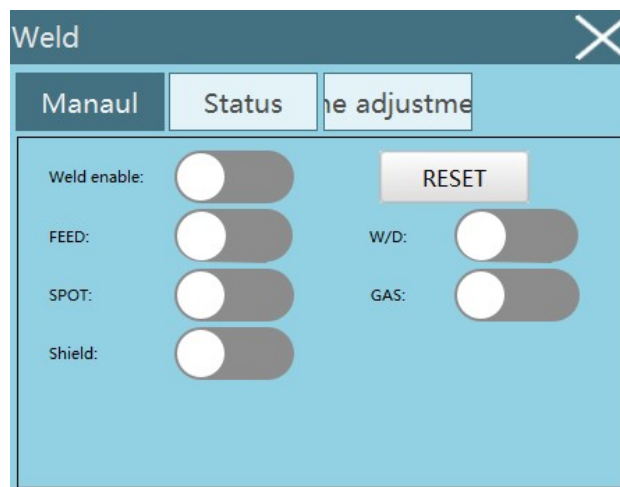 Weld
Manaul Status ne adjustme
Weld enable: RESET
FEED: W/D:
SPOT: GAS:
Shield: